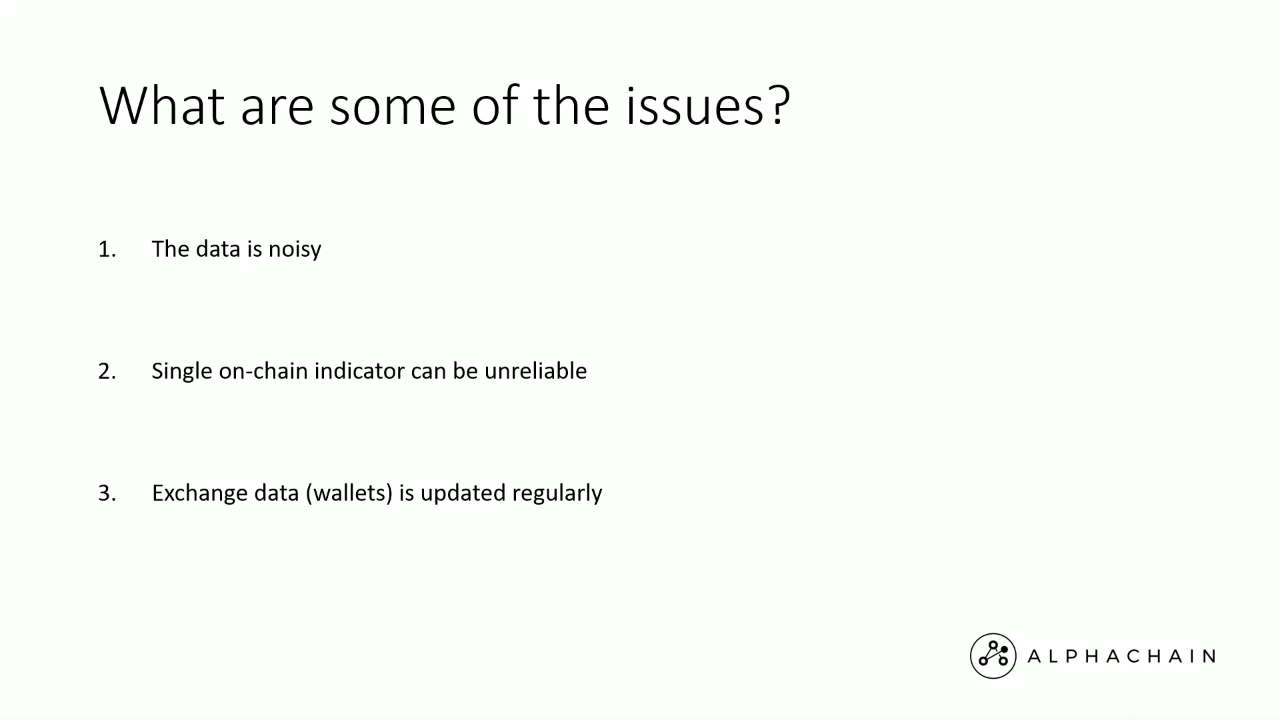 What are some of the issues?
1. The data is noisy
2. Single on-chain indicator can be unreliable
3. Exchange data (wallets) is updated regularly
ALPHACHAIN